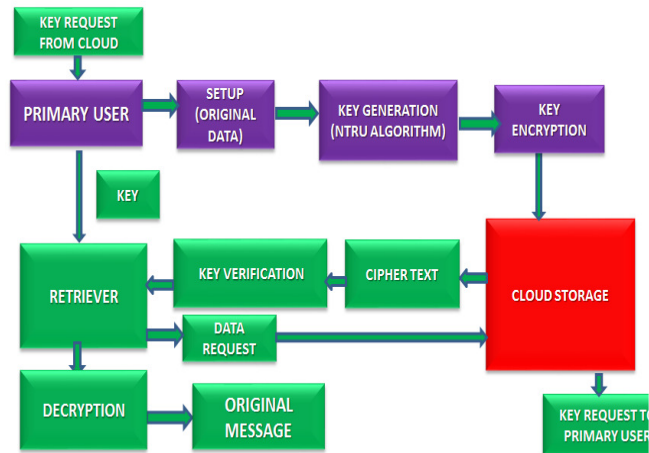 KEY REQUEST
FROM CLOUD
PRIMARY USER
SETUP
(ORIGINAL
DATA)
KEY GENERATION
(NTRU ALGORITHM)
KEY
ENCRYPTION
KEY
RETRIEVER
KEY VERIFICATION
CIPHER TEXT
CLOUD STORAGE
DATA
REQUEST
DECRYPTION
ORIGINAL
MESSAGE
KEY REQUEST TO
PRIMARY USER